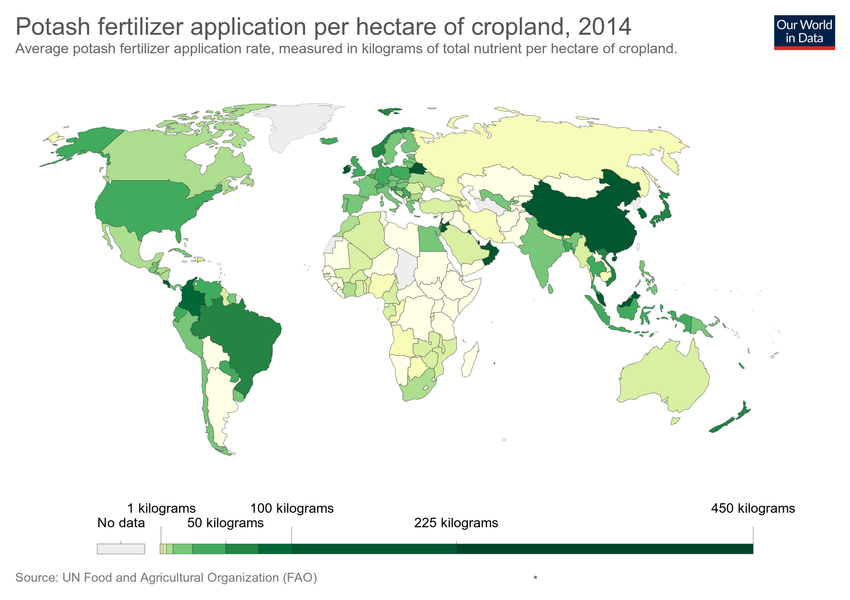 Potash fertilizer application per hectare of cropland, 2014
Average potash fertilizer application rate, measured in kilograms of total nutrient per hectare of cropland.
Our World
in Data
1 kilograms
100 kilograms
450 kilograms
No data
50 kilograms
225 kilograms
Source: UN Food and Agricultural Organization (FAO)